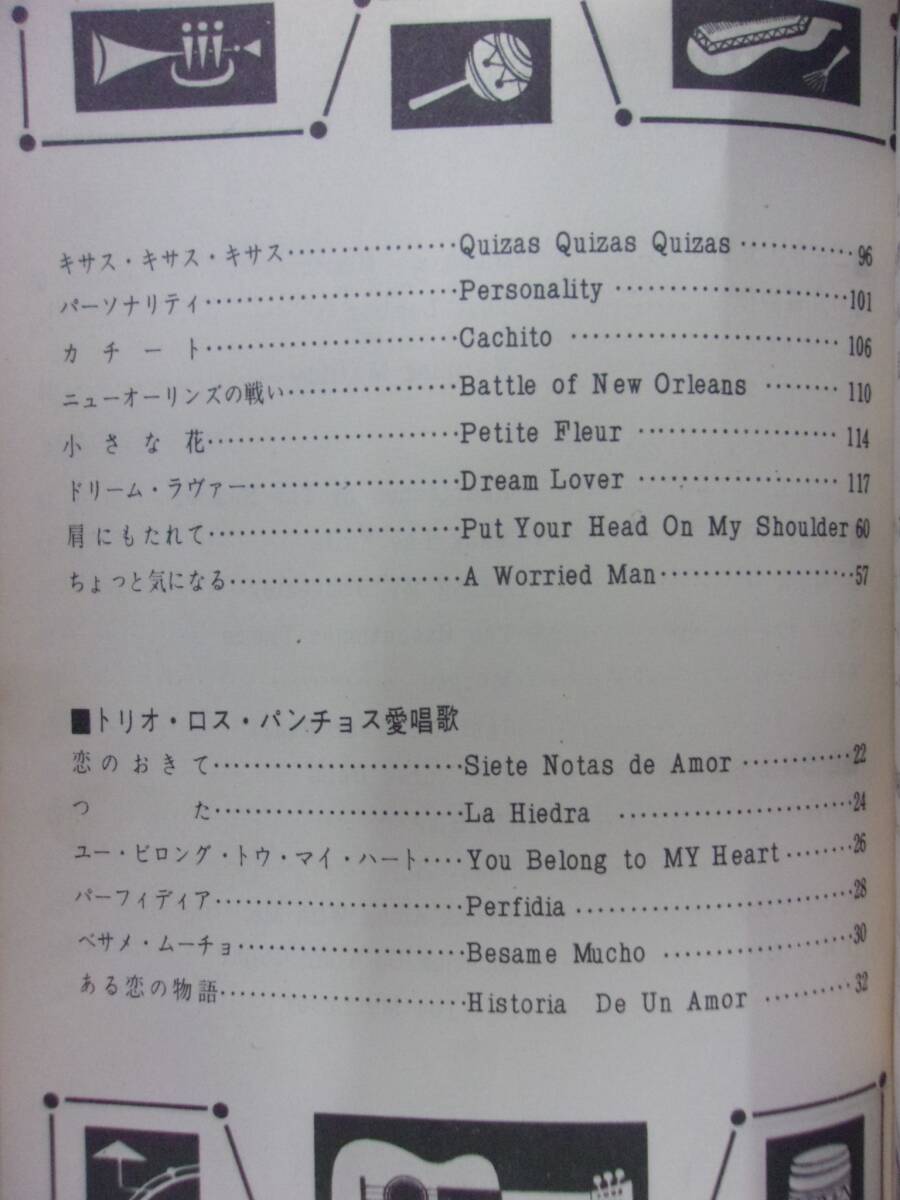 キサス・キサス・キサス················Quizas Quizas Quizas···········96
パーソナリティ························Personality······················101
カチート························Cachito·························106
ニューオーリンズの戦い················Battle of New Orleans········110
小さな花························Petite Fleur···················114
ドリーム・ラヴァー····················Dream Lover···················117
肩にもたれて························Put Your Head On My Shoulder 60
ちょっと気になる······················A Worried Man··················57
■トリオ・ロス・パンチョス愛唱歌
恋のおきて························Siete Notas de Amor···········22
つた························La Hiedra······················24
ユー・ビロング・トゥ・マイ・ハート····You Belong to MY Heart·······26
パーフィディア························Perfidia·························28
ベサメ・ムーチョ······················Besame Mucho··················30
ある恋の物語························Historia De Un Amor·········32